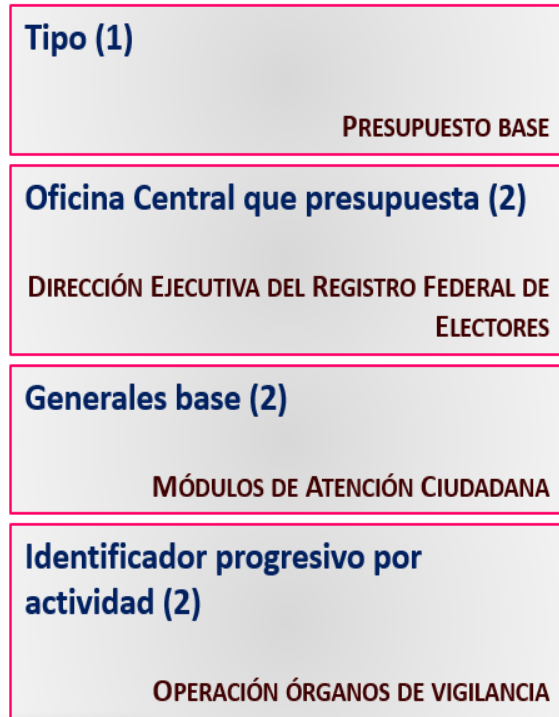 Tipo (1)
PRESUPUESTO BASE
Oficina Central que presupuesta (2)
DIRECCIÓN EJECUTIVA DEL REGISTRO FEDERAL DE
ELECTORES
Generales base (2)
MÓDULOS DE ATENCIÓN CIUDADANA
Identificador progresivo por
actividad (2)
OPERACIÓN ÓRGANOS DE VIGILANCIA